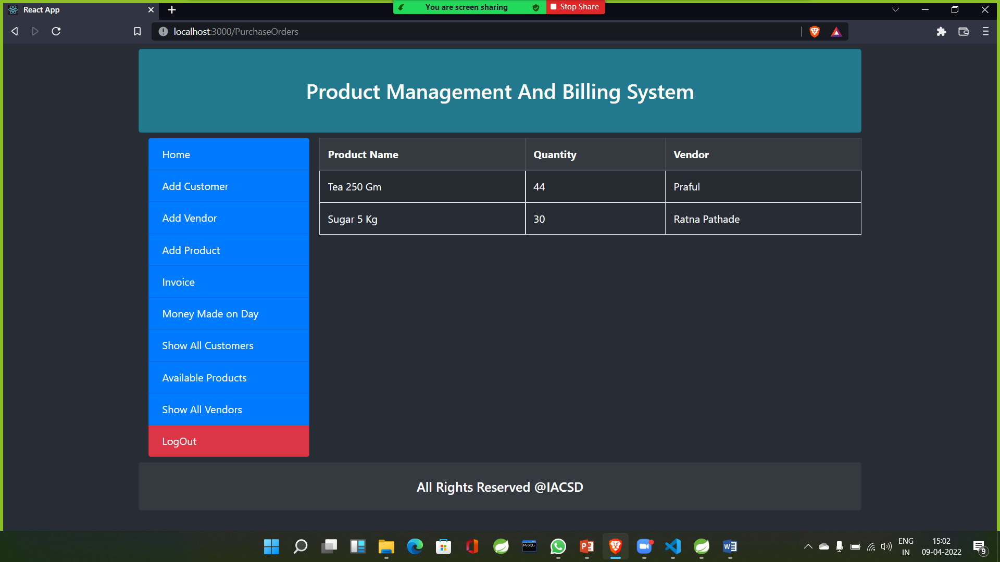 React App
You are screen sharing
Stop Share
localhost:3000/PurchaseOrders
Product Management And Billing System
Home
Add Customer
Add Vendor
Add Product
Invoice
Money Made on Day
Show All Customers
Available Products
Show All Vendors
LogOut
Product Name Quantity Vendor
Tea 250 Gm 44 Praful
Sugar 5 Kg 30 Ratna Pathade
All Rights Reserved @IACSD
ENG
IN
15:02
09-04-2022
9